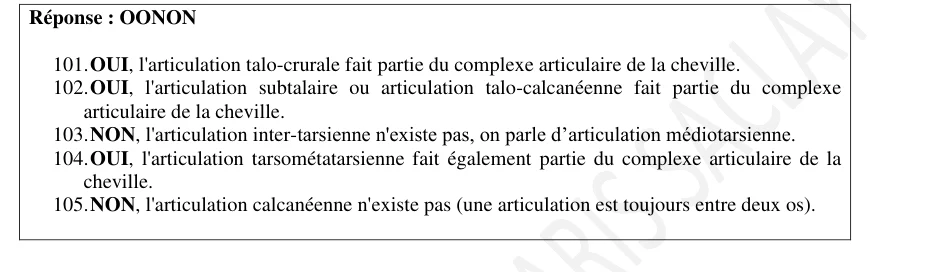 Réponse : OONON
101.OUI, l'articulation talo-crurale fait partie du complexe articulaire de la cheville.
102.OUI, l'articulation subtalaire ou articulation talo-calcanéenne fait partie du complexe
articulaire de la cheville.
103.NON, l'articulation inter-tarsienne n'existe pas, on parle d’articulation médiotarsienne.
104.OUI, l'articulation tarsométatarsienne fait également partie du complexe articulaire de la
cheville.
105.NON, l'articulation calcanéenne n'existe pas (une articulation est toujours entre deux os).
ARIS SACLAY